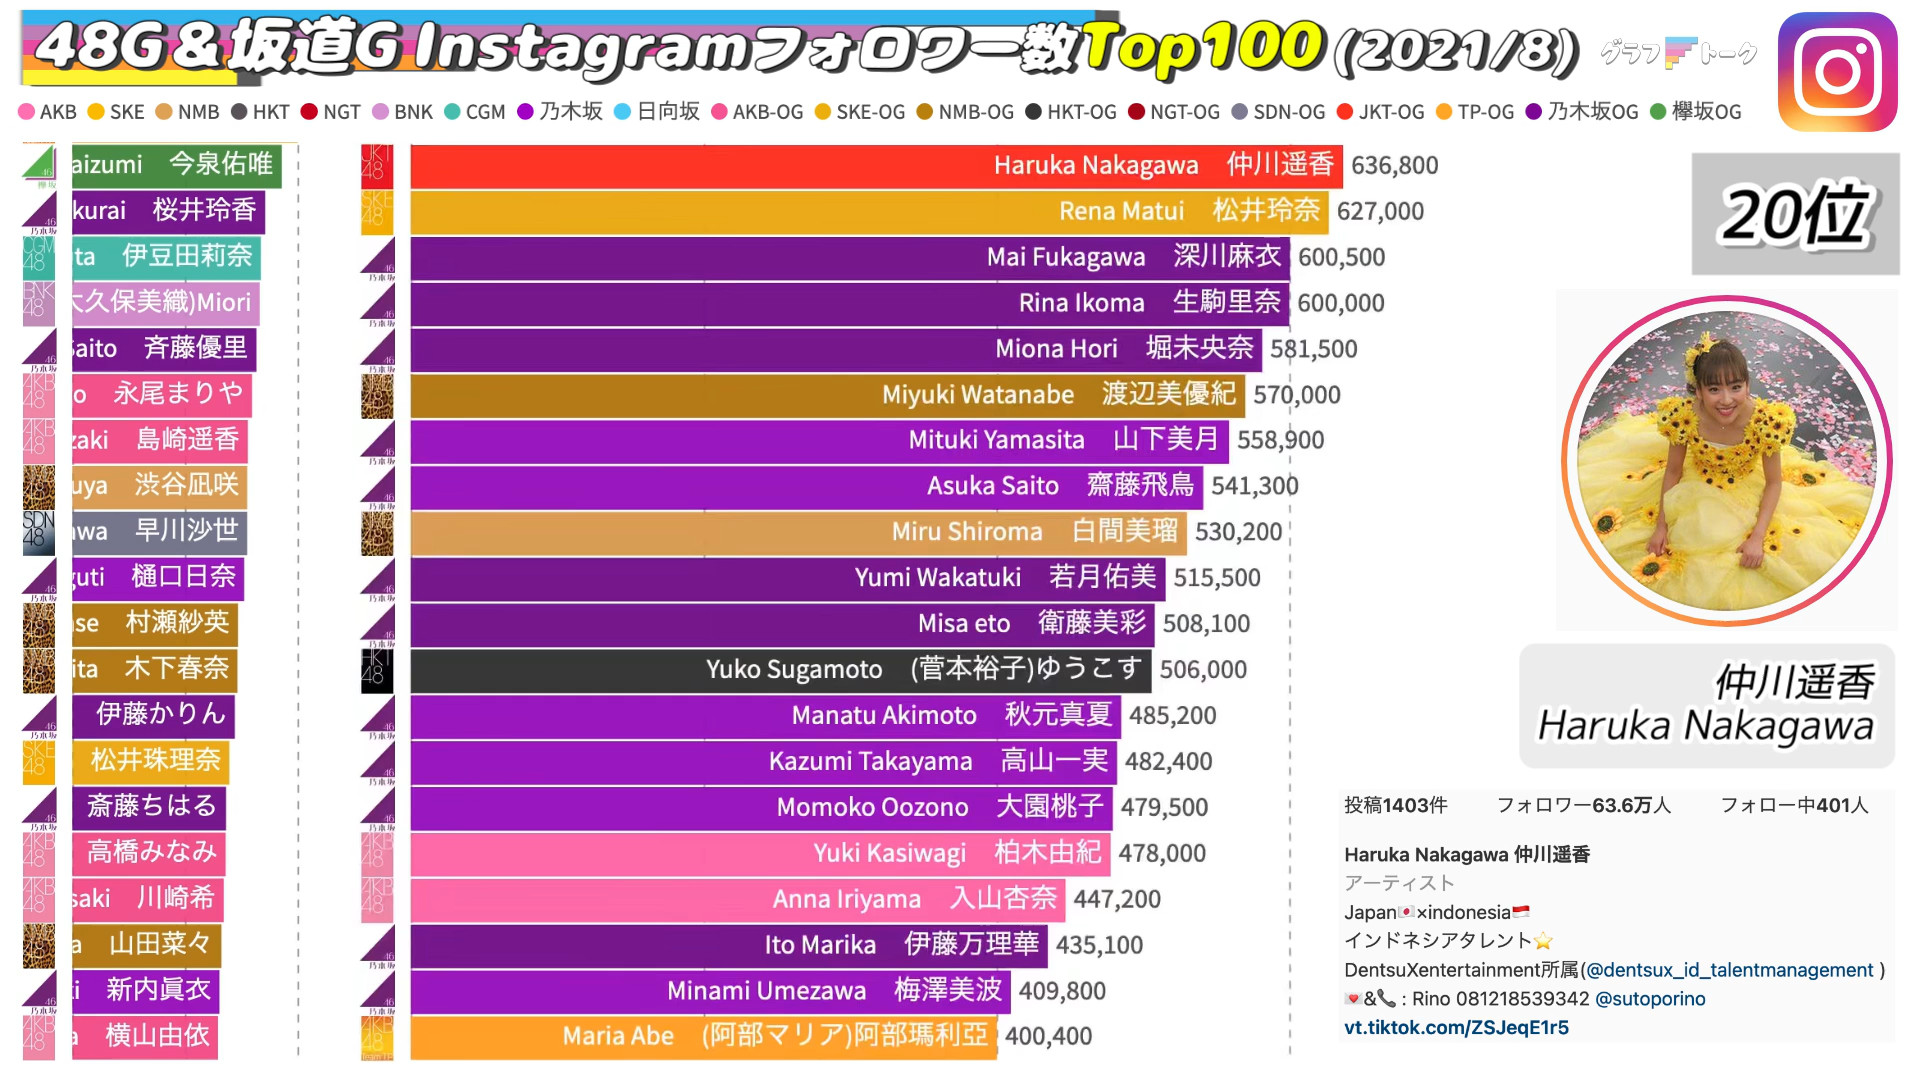 48G&坂道G Instagramフォロワー数Top100(2021/8)
グラフトーク
AKB SKE NMB HKT NGT BNK CGM 乃木坂 日向坂 AKB-OG SKE-OG NMB-OG HKT-OG NGT-OG SDN-OG JKT-OG TP-OG 乃木坂OG 欅坂OG
aizumi 今泉佑唯
kurai 桜井玲香
ta 伊豆田莉奈
大久保美織)Miori
Saito 斉藤優里
o 永尾まりや
zaki 島崎遥香
uya 渋谷凪咲
awa 早川沙世
guti 樋口日奈
ase 村瀬紗英
ita 木下春奈
伊藤かりん
松井珠理奈
斎藤ちはる
高橋みなみ
saki 川崎希
a 山田菜々
ti 新内眞衣
a 横山由依
Haruka Nakagawa 仲川遥香 636,800
Rena Matui 松井玲奈 627,000
Mai Fukagawa 深川麻衣 600,500
Rina Ikoma 生駒里奈 600,000
Miona Hori 堀未央奈 581,500
Miyuki Watanabe 渡辺美優紀 570,000
Mituki Yamasita 山下美月 558,900
Asuka Saito 齋藤飛鳥 541,300
Miru Shiroma 白間美瑠 530,200
Yumi Wakatuki 若月佑美 515,500
Misa eto 衛藤美彩 508,100
Yuko Sugamoto (菅本裕子)ゆうこす 506,000
Manatu Akimoto 秋元真夏 485,200
Kazumi Takayama 高山一実 482,400
Momoko Oozono 大園桃子 479,500
Yuki Kasiwagi 柏木由紀 478,000
Anna Iriyama 入山杏奈 447,200
Ito Marika 伊藤万理華 435,100
Minami Umezawa 梅澤美波 409,800
Maria Abe (阿部マリア)阿部瑪利亞 400,400
20位
仲川遥香
Haruka Nakagawa
投稿1403件 フォロワー63.6万人 フォロー中401人
Haruka Nakagawa 仲川遥香
アーティスト
Japan🇯🇵×indonesia🇮🇩
インドネシアタレント⭐
DentsuXentertainment所属(@dentsux_id_talentmanagement )
💌&📞 : Rino 081218539342 @sutoporino
vt.tiktok.com/ZSJeqE1r5